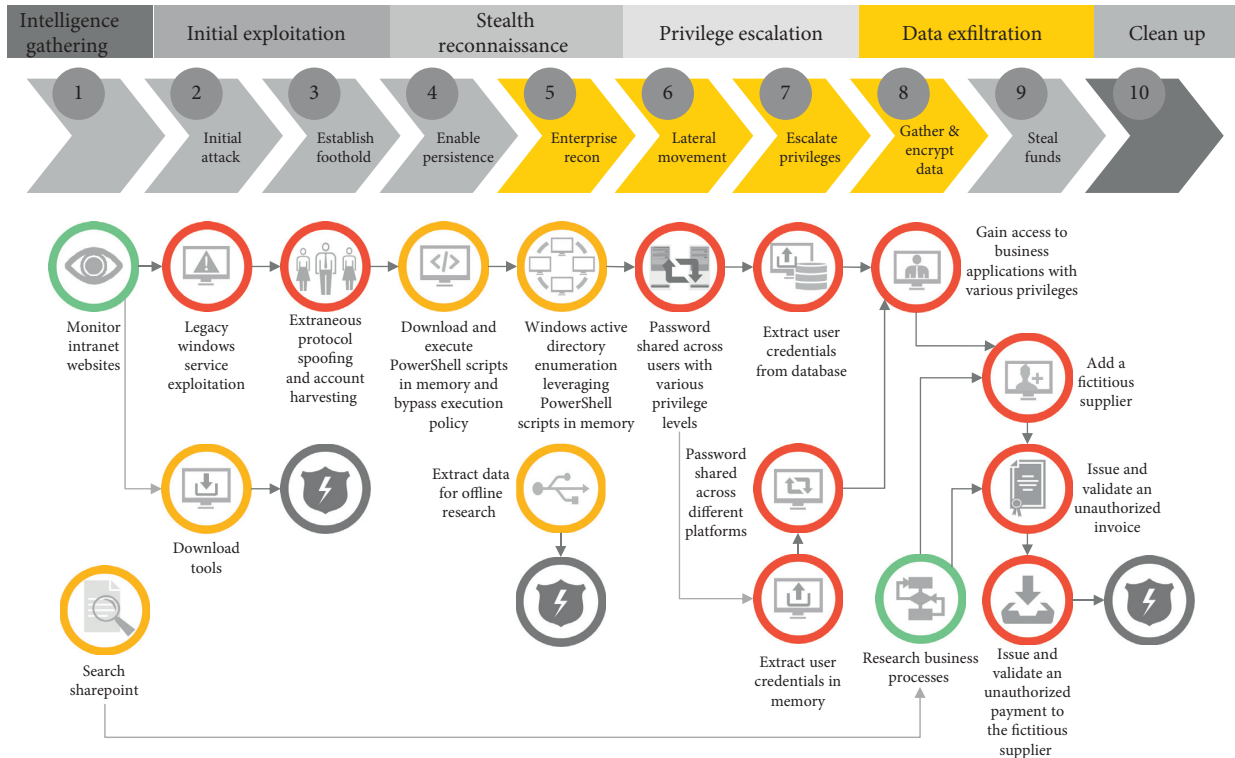 Intelligence
gathering
Initial exploitation
Stealth
reconnaissance
Privilege escalation
Data exfiltration
Clean up
1
2
Initial
attack
3
Establish
foothold
4
Enable
persistence
5
Enterprise
recon
6
Lateral
movement
7
Escalate
privileges
8
Gather &
encrypt
data
9
Steal
funds
10
Monitor
intranet
websites
Legacy
windows
service
exploitation
Extraneous
protocol
spoofing
and account
harvesting
</>
Download and
execute
PowerShell scripts
in memory and
bypass execution
policy
Windows active
directory
enumeration
leveraging
PowerShell
scripts in memory
Password
shared across
users with
various
privilege
levels
Extract user
credentials
from database
Gain access to
business
applications with
various privileges
Add a
fictitious
supplier
Download
tools
Extract data
for offline
research
Password
shared
across
different
platforms
Issue and
validate an
unauthorized
invoice
Search
sharepoint
Extract user
credentials in
memory
Research business
processes
Issue and
validate an
unauthorized
payment to
the fictitious
supplier